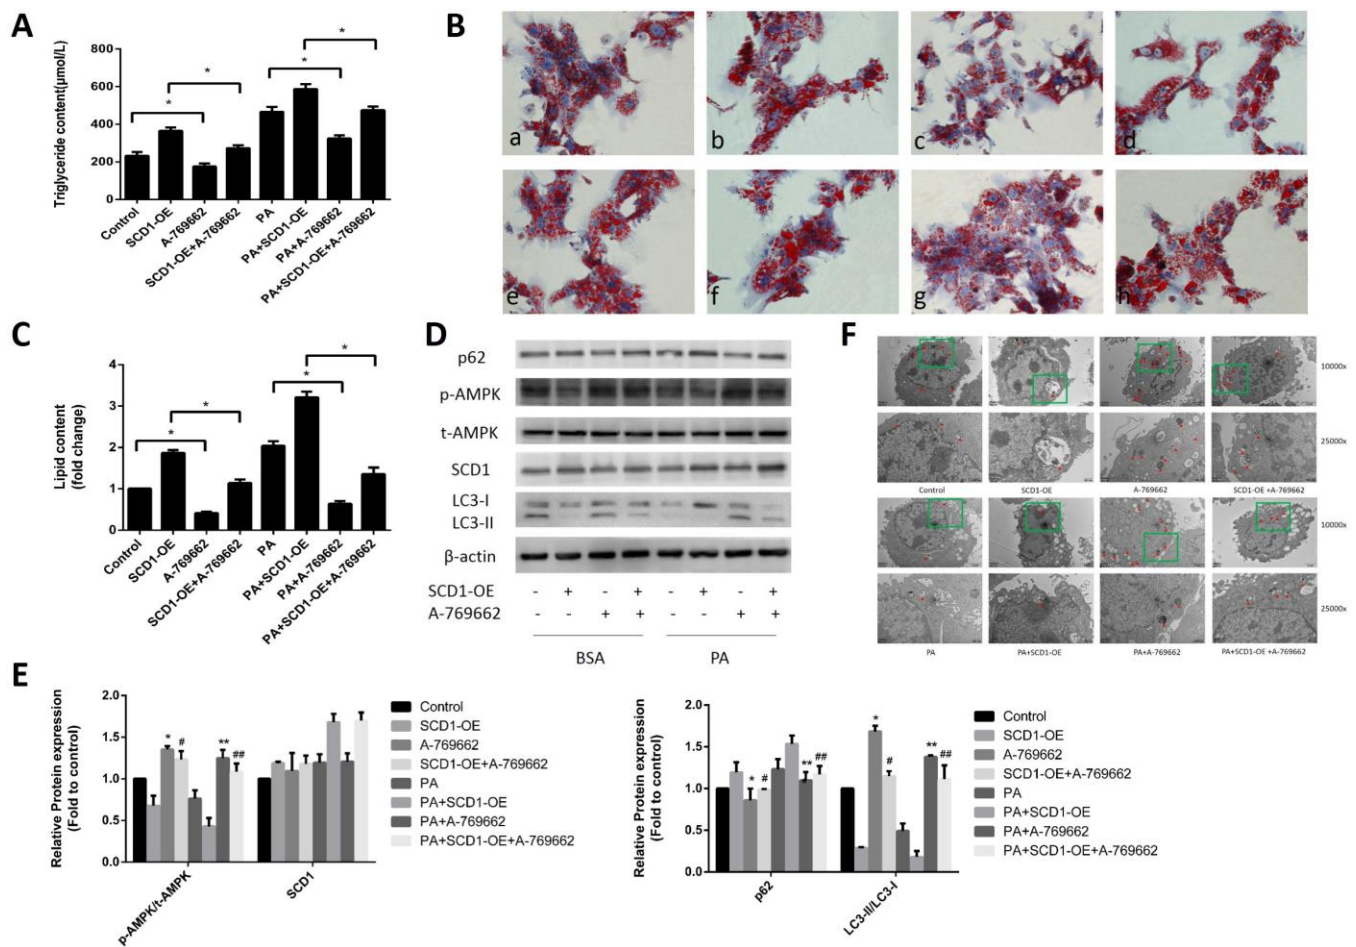 A
Triglyceride content(μmol/L)
800
600
400
200
0
*
*
*
*
Control
SCD1-OE
A-769662
SCD1-OE+A-769662
PA
PA+SCD1-OE
PA+A-769662
PA+SCD1-OE+A-769662
B
a
b
c
d
e
f
g
h
C
Lipid content
(fold change)
4
3
2
1
0
*
*
*
*
Control
SCD1-OE
A-769662
SCD1-OE+A-769662
PA
PA+SCD1-OE
PA+A-769662
PA+SCD1-OE+A-769662
D
p62
p-AMPK
t-AMPK
SCD1
LC3-I
LC3-II
β-actin
SCD1-OE - + - + - + - +
A-769662 - - + + - - + +
BSA PA
F
10000x
25000x
Control SCD1-OE A-769662 SCD1-OE +A-769662
10000x
25000x
PA PA+SCD1-OE PA+A-769662 PA+SCD1-OE +A-769662
E
Relative Protein expression
(Fold to control)
2.0
1.5
1.0
0.5
0.0
* # ** ##
p-AMPK/t-AMPK
SCD1
Control
SCD1-OE
A-769662
SCD1-OE+A-769662
PA
PA+SCD1-OE
PA+A-769662
PA+SCD1-OE+A-769662
Relative Protein expression
(Fold to control)
2.0
1.5
1.0
0.5
0.0
* # ** ##
* # ** ##
p62
LC3-II/LC3-I
Control
SCD1-OE
A-769662
SCD1-OE+A-769662
PA
PA+SCD1-OE
PA+A-769662
PA+SCD1-OE+A-769662